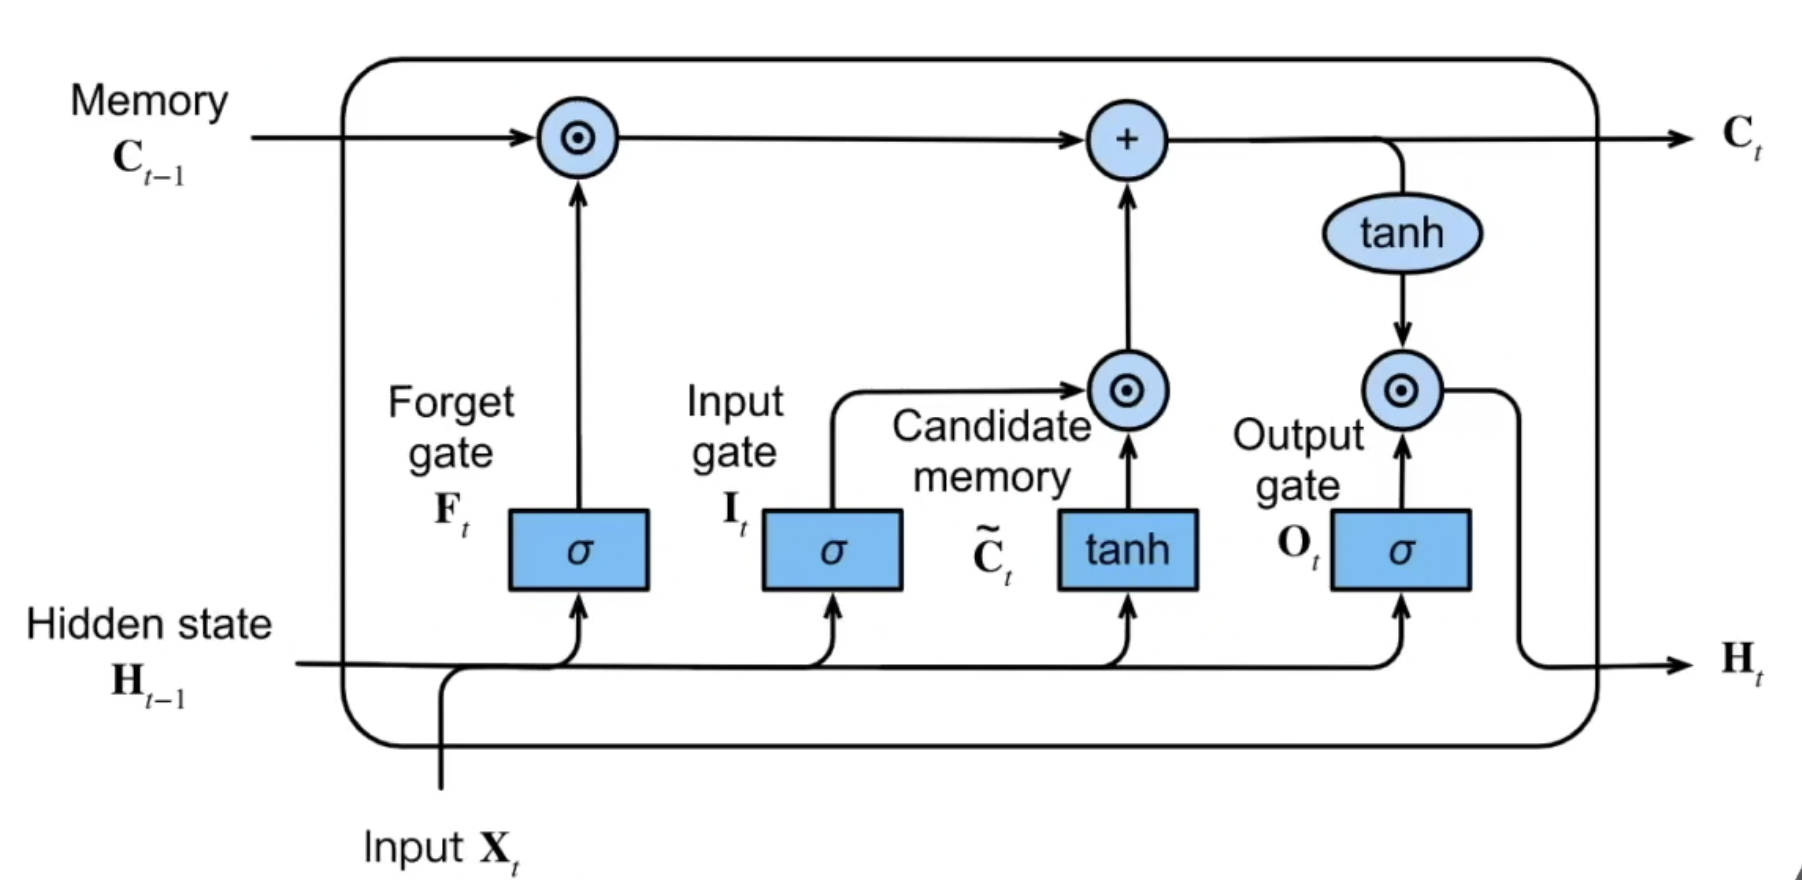 Memory
C_{t−1}
⊙
+
C_t
tanh
⊙
⊙
Forget
gate
F_t
Input
gate
I_t
Candidate
memory
C̃_t
Output
gate
O_t
σ
σ
tanh
σ
Hidden state
H_{t−1}
H_t
Input X_t